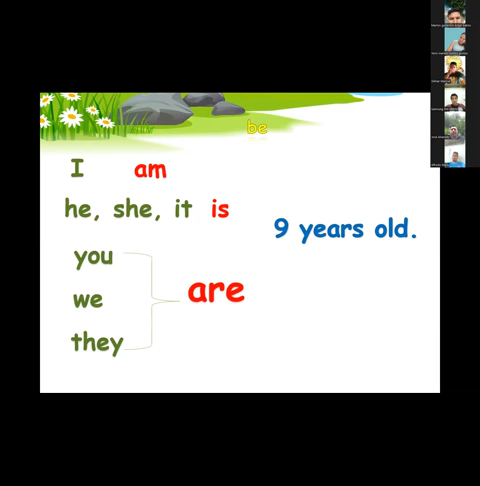 be
I am
he, she, it is
9 years old.
you
we
are
they